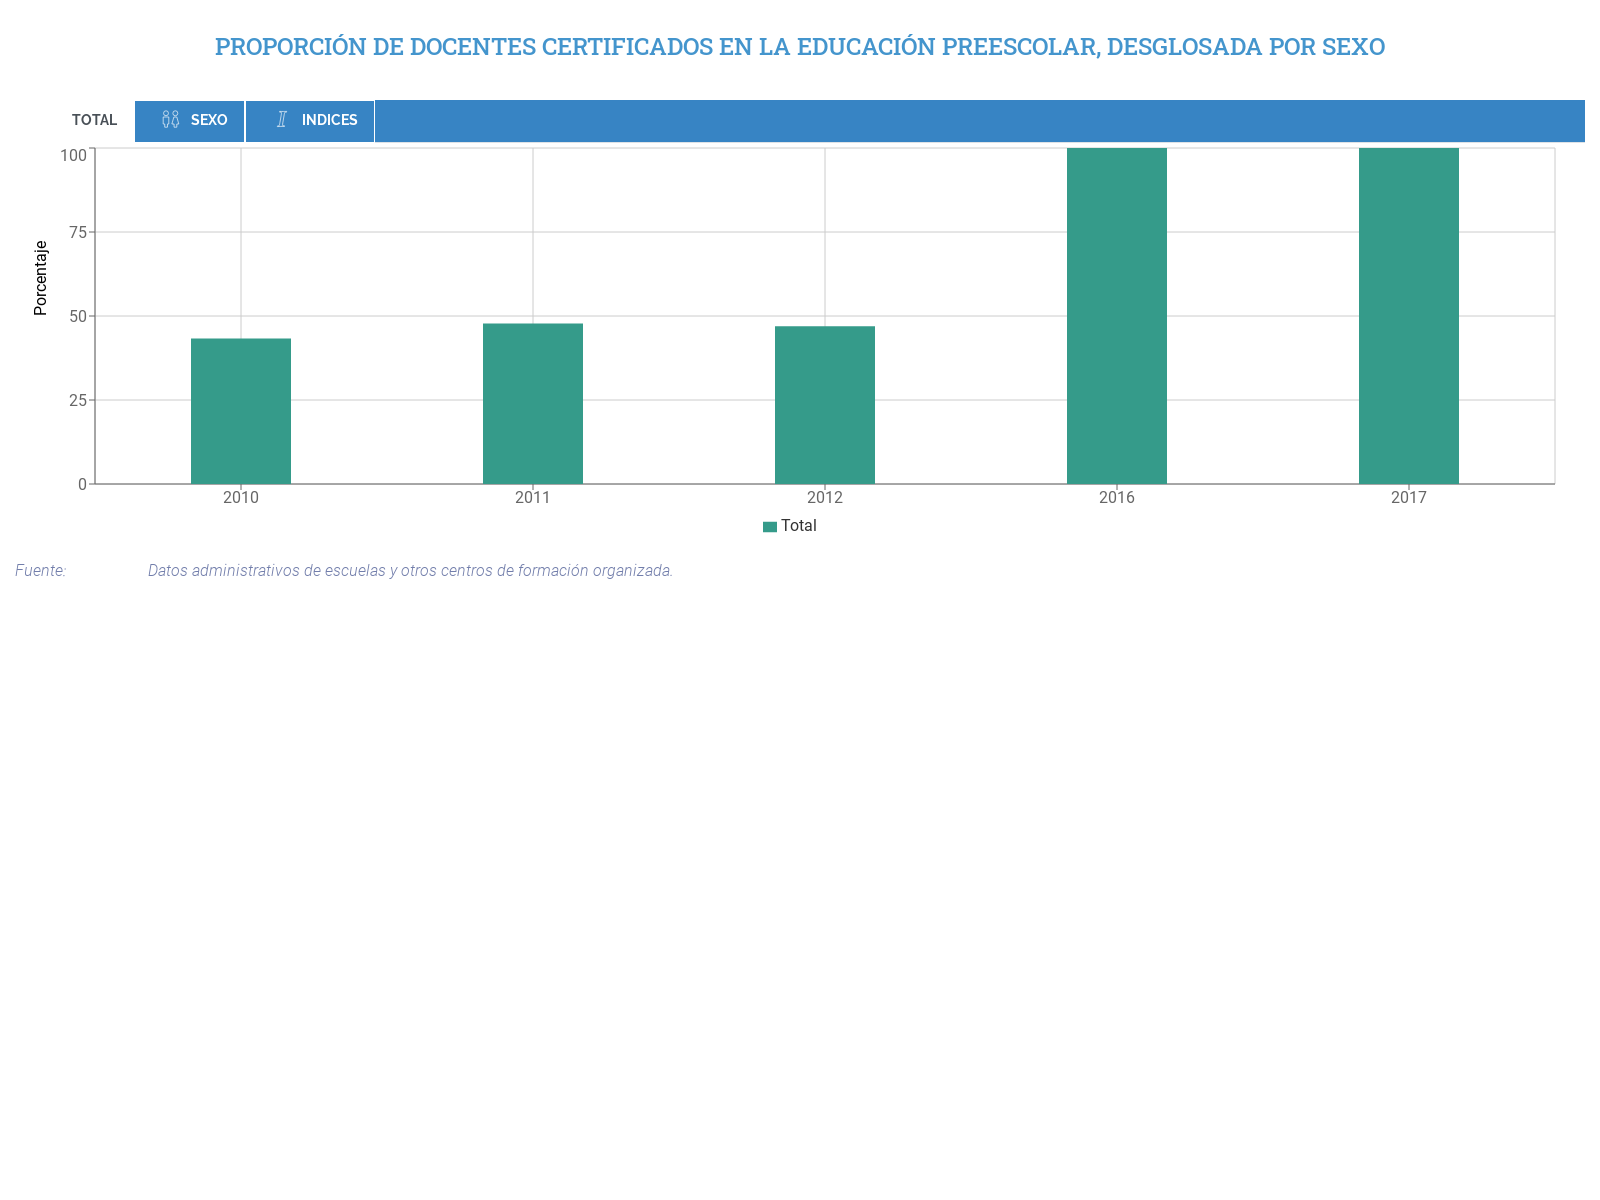 PROPORCIÓN DE DOCENTES CERTIFICADOS EN LA EDUCACIÓN PREESCOLAR, DESGLOSADA POR SEXO
TOTAL SEXO INDICES
Porcentaje
100
75
50
25
0
2010 2011 2012 2016 2017
Total
Fuente: Datos administrativos de escuelas y otros centros de formación organizada.